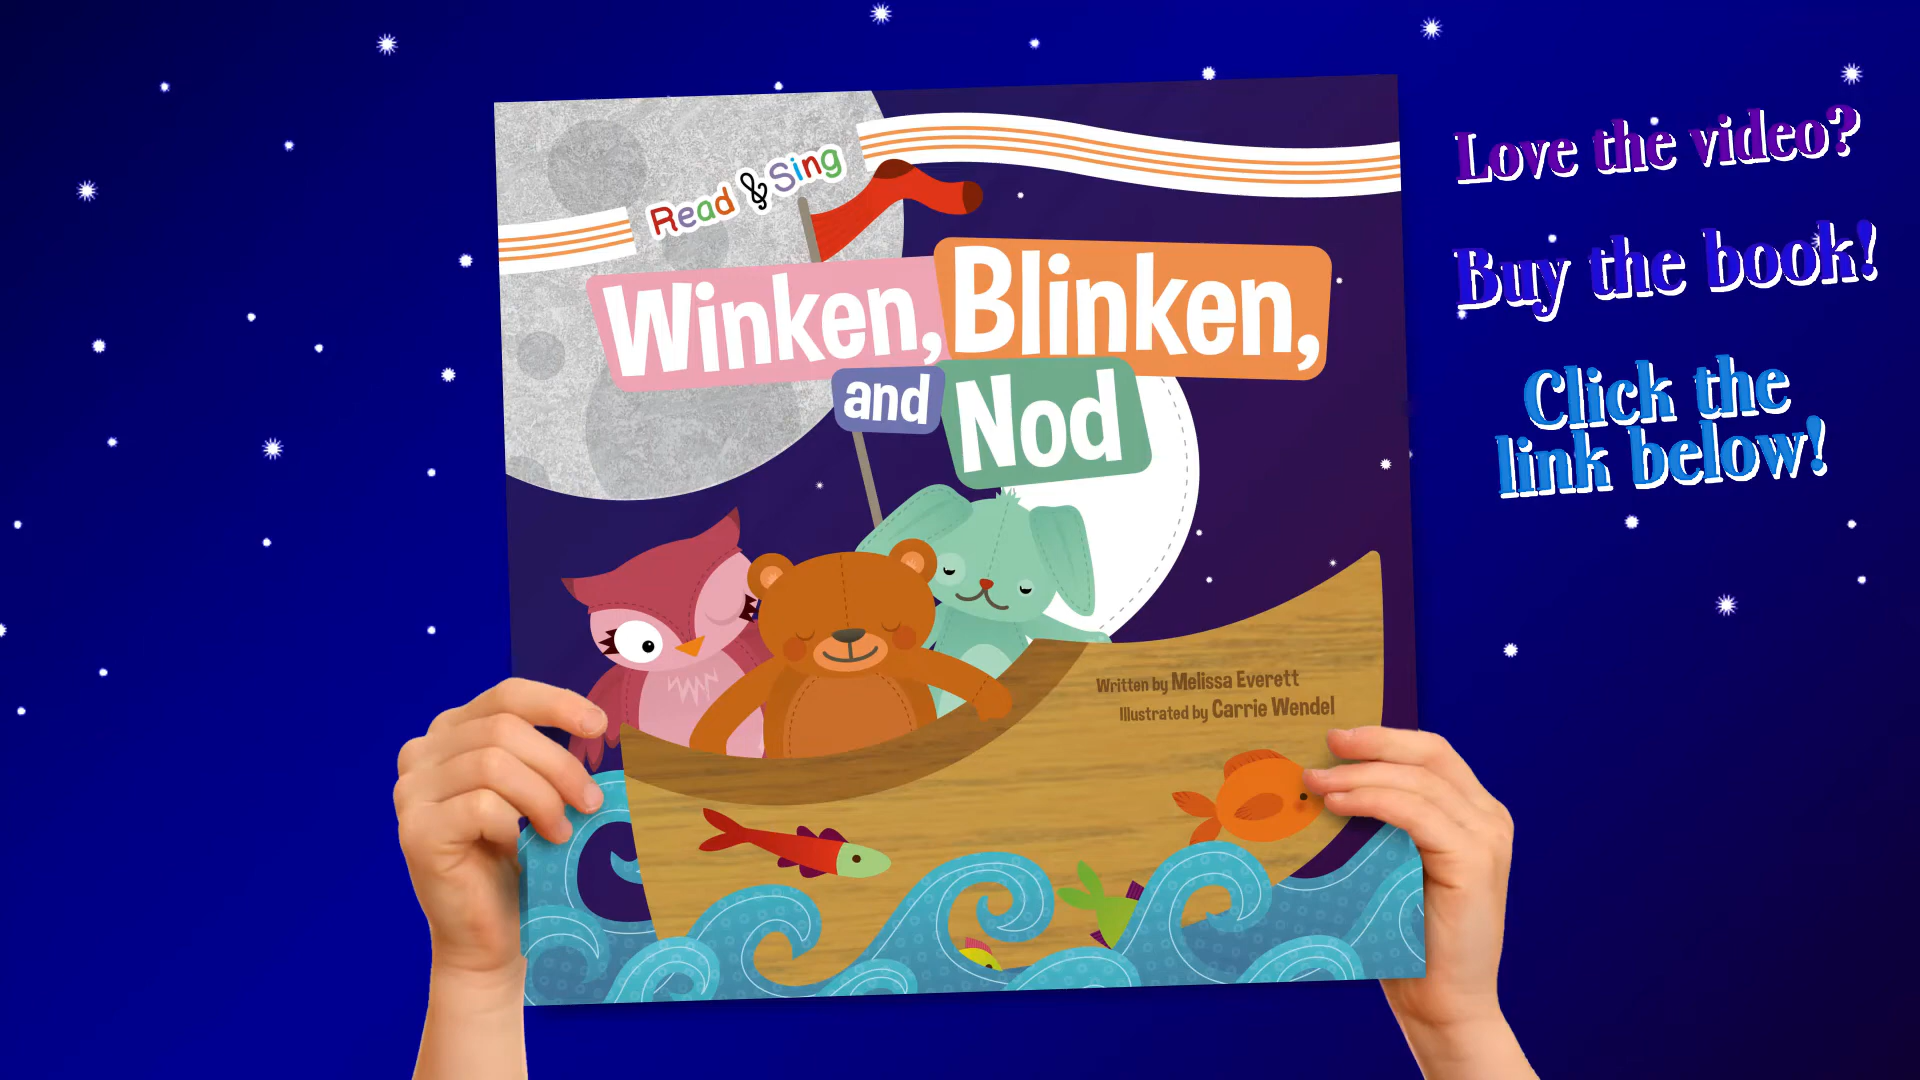 Read & Sing
Winken, Blinken,
and Nod
Written by Melissa Everett
Illustrated by Carrie Wendel
Love the video?
Buy the book!
Click the
link below!